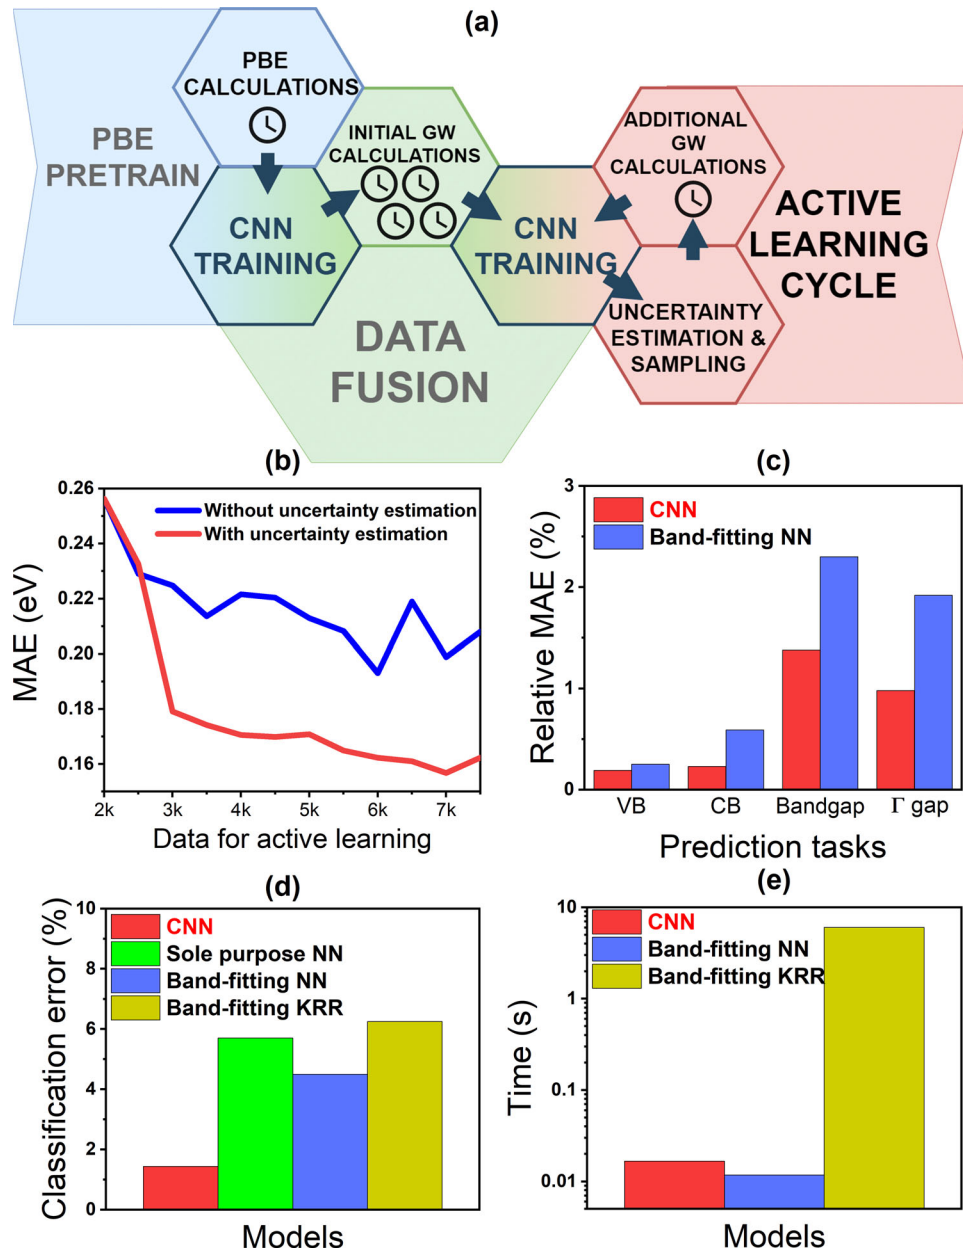 (a)
PBE
CALCULATIONS
PBE
PRETRAIN
CNN
TRAINING
INITIAL GW
CALCULATIONS
DATA
FUSION
CNN
TRAINING
ADDITIONAL
GW
CALCULATIONS
UNCERTAINTY
ESTIMATION &
SAMPLING
ACTIVE
LEARNING
CYCLE
(b)
0.26
0.24
0.22
0.20
0.18
0.16
MAE (eV)
Without uncertainty estimation
With uncertainty estimation
2k 3k 4k 5k 6k 7k
Data for active learning
(c)
3
2
1
0
Relative MAE (%)
CNN
Band-fitting NN
VB CB Bandgap Γ gap
Prediction tasks
(d)
10
8
6
4
2
0
Classification error (%)
CNN
Sole purpose NN
Band-fitting NN
Band-fitting KRR
Models
(e)
10
1
0.1
0.01
Time (s)
CNN
Band-fitting NN
Band-fitting KRR
Models